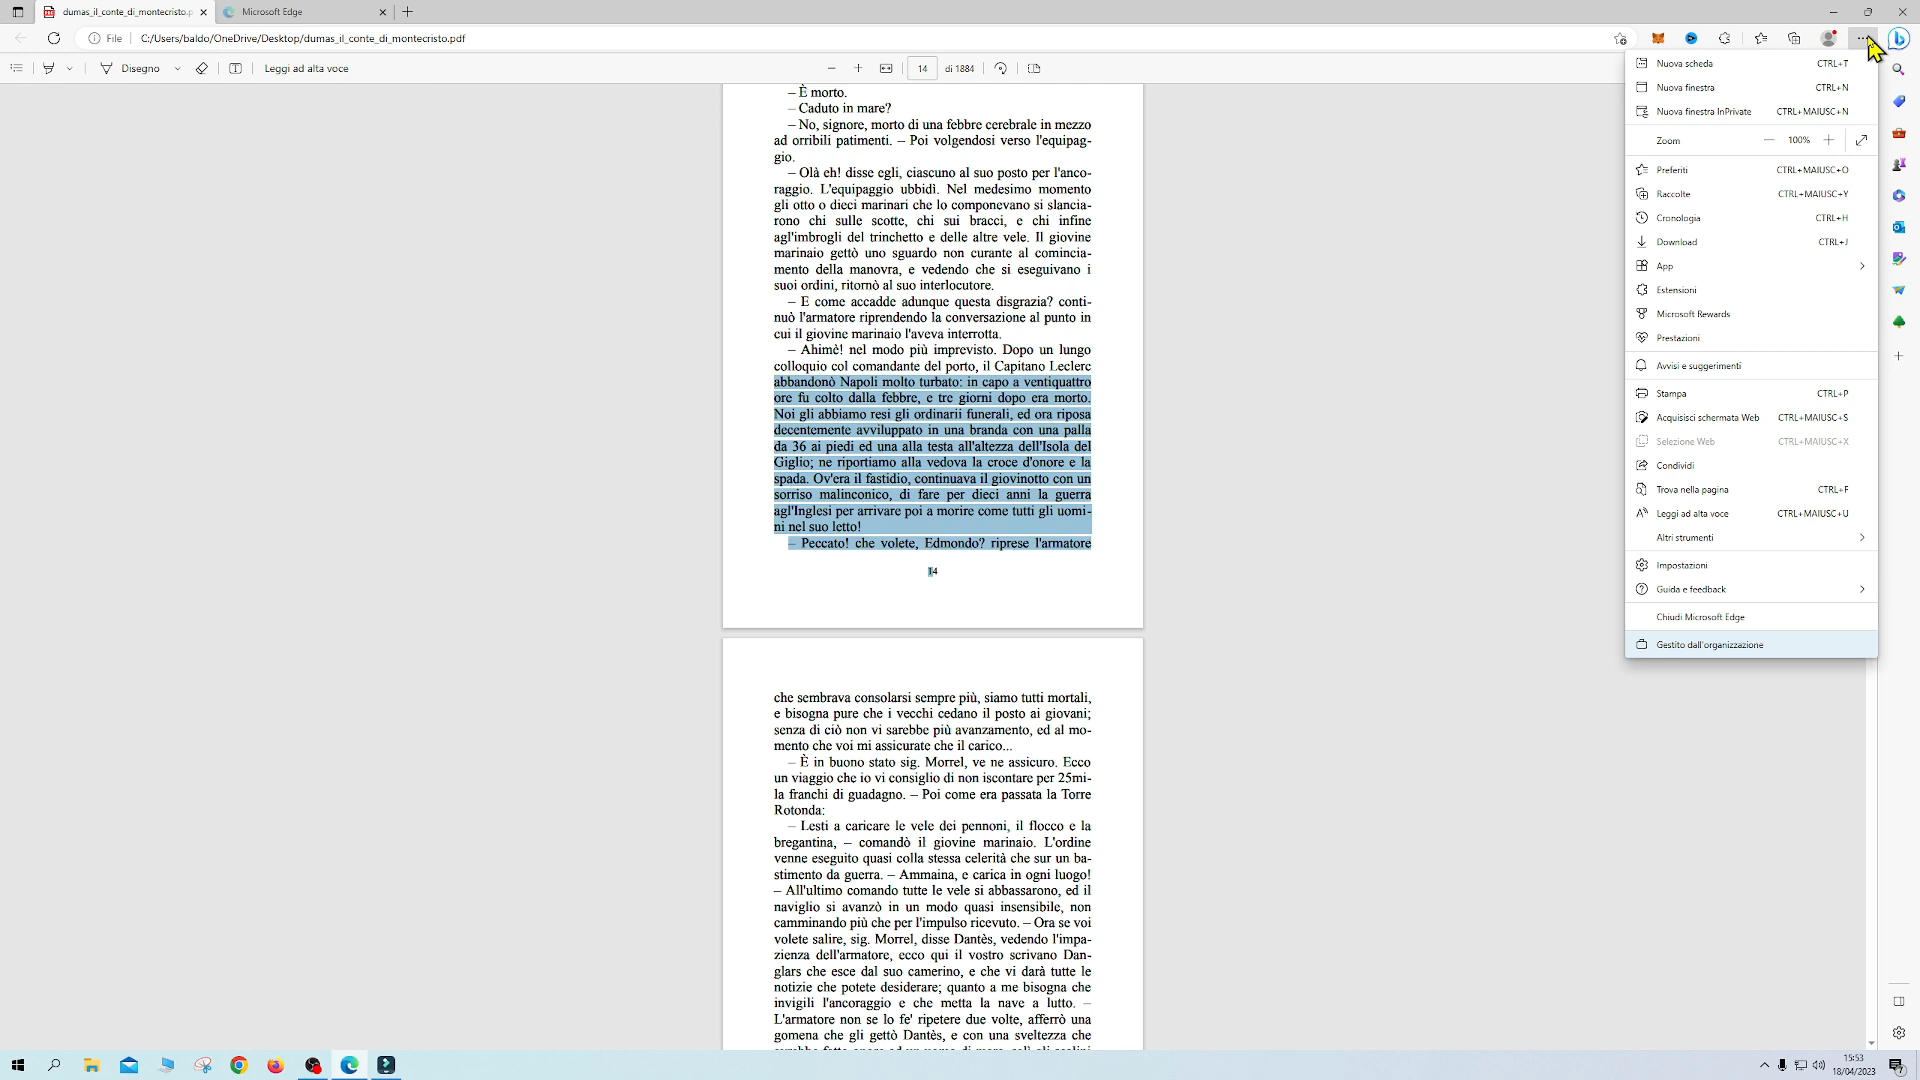 dumas_il_conte_di_montecristo.p
Microsoft Edge
File
C:/Users/baldo/OneDrive/Desktop/dumas_il_conte_di_montecristo.pdf
Disegno
Leggi ad alta voce
14
di 1884
– È morto.
– Caduto in mare?
– No, signore, morto di una febbre cerebrale in mezzo
ad orribili patimenti. – Poi volgendosi verso l'equipag-
gio.
– Olà eh! disse egli, ciascuno al suo posto per l'anco-
raggio. L'equipaggio ubbidì. Nel medesimo momento
gli otto o dieci marinari che lo componevano si slancia-
rono chi sulle scotte, chi sui bracci, e chi infine
agl'imbrogli del trinchetto e delle altre vele. Il giovine
marinaio gettò uno sguardo non curante al comincia-
mento della manovra, e vedendo che si eseguivano i
suoi ordini, ritornò al suo interlocutore.
– E come accadde adunque questa disgrazia? conti-
nuò l'armatore riprendendo la conversazione al punto in
cui il giovine marinaio l'aveva interrotta.
– Ahimè! nel modo più imprevisto. Dopo un lungo
colloquio col comandante del porto, il Capitano Leclerc
abbandonò Napoli molto turbato: in capo a ventiquattro
ore fu colto dalla febbre, e tre giorni dopo era morto.
Noi gli abbiamo resi gli ordinarii funerali, ed ora riposa
decentemente avviluppato in una branda con una palla
da 36 ai piedi ed una alla testa all'altezza dell'Isola del
Giglio; ne riportiamo alla vedova la croce d'onore e la
spada. Ov'era il fastidio, continuava il giovinotto con un
sorriso malinconico, di fare per dieci anni la guerra
agl'Inglesi per arrivare poi a morire come tutti gli uomi-
ni nel suo letto!
– Peccato! che volete, Edmondo? riprese l'armatore
14
che sembrava consolarsi sempre più, siamo tutti mortali,
e bisogna pure che i vecchi cedano il posto ai giovani;
senza di ciò non vi sarebbe più avanzamento, ed al mo-
mento che voi mi assicurate che il carico...
– È in buono stato sig. Morrel, ve ne assicuro. Ecco
un viaggio che io vi consiglio di non iscontare per 25mi-
la franchi di guadagno. – Poi come era passata la Torre
Rotonda:
– Lesti a caricare le vele dei pennoni, il flocco e la
bregantina, – comandò il giovine marinaio. L'ordine
venne eseguito quasi colla stessa celerità che sur un ba-
stimento da guerra. – Ammaina, e carica in ogni luogo!
– All'ultimo comando tutte le vele si abbassarono, ed il
naviglio si avanzò in un modo quasi insensibile, non
camminando più che per l'impulso ricevuto. – Ora se voi
volete salire, sig. Morrel, disse Dantès, vedendo l'impa-
zienza dell'armatore, ecco qui il vostro scrivano Dan-
glars che esce dal suo camerino, e che vi darà tutte le
notizie che potete desiderare; quanto a me bisogna che
invigili l'ancoraggio e che metta la nave a lutto. –
L'armatore non se lo fe' ripetere due volte, afferrò una
gomena che gli gettò Dantès, e con una sveltezza che
Nuova scheda CTRL+T
Nuova finestra CTRL+N
Nuova finestra InPrivate CTRL+MAIUSC+N
Zoom 100%
Preferiti CTRL+MAIUSC+O
Raccolte CTRL+MAIUSC+Y
Cronologia CTRL+H
Download CTRL+J
App
Estensioni
Microsoft Rewards
Prestazioni
Avvisi e suggerimenti
Stampa CTRL+P
Acquisisci schermata Web CTRL+MAIUSC+S
Selezione Web CTRL+MAIUSC+X
Condividi
Trova nella pagina CTRL+F
Leggi ad alta voce CTRL+MAIUSC+U
Altri strumenti
Impostazioni
Guida e feedback
Chiudi Microsoft Edge
Gestito dall'organizzazione
15:53
18/04/2023